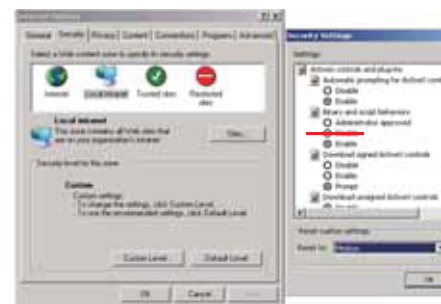 Internet Options
General Security Privacy Content Connections Programs Advanced
Select a Web content zone to specify its security settings.
Internet Local intranet Trusted sites Restricted sites
Local intranet
This zone contains all Web sites that
are on your organization's intranet.
Sites...
Security level for this zone
Custom
Custom settings.
- To change the settings, click Custom Level.
- To use the recommended settings, click Default Level.
Custom Level... Default Level
OK Cancel
Security Settings
Settings:
ActiveX controls and plug-ins
Automatic prompting for ActiveX cont
Disable
Enable
Binary and script behaviors
Administrator approved
Enable
Download signed ActiveX controls
Disable
Enable
Prompt
Download unsigned ActiveX controls
Reset custom settings
Reset to: Medium
OK